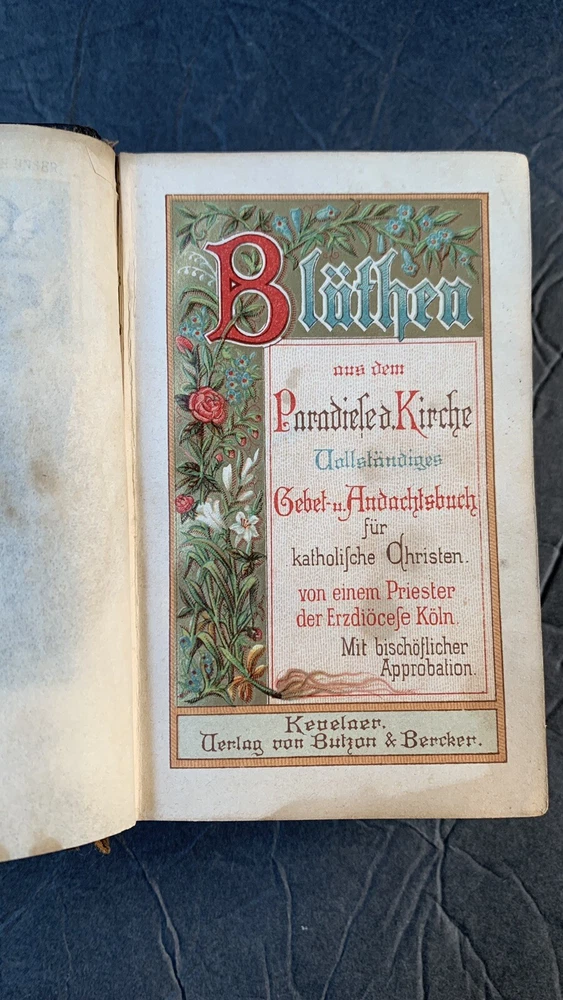 Blüthen
aus dem
Paradieſe d. Kirche
Vollständiges
Gebet- u. Andachtsbuch
für
katholiſche Chriſten.
von einem Priester
der Erzdiöceſe Köln.
Mit bischöflicher
Approbation.
Kevelaer.
Verlag von Butzon & Bercker.